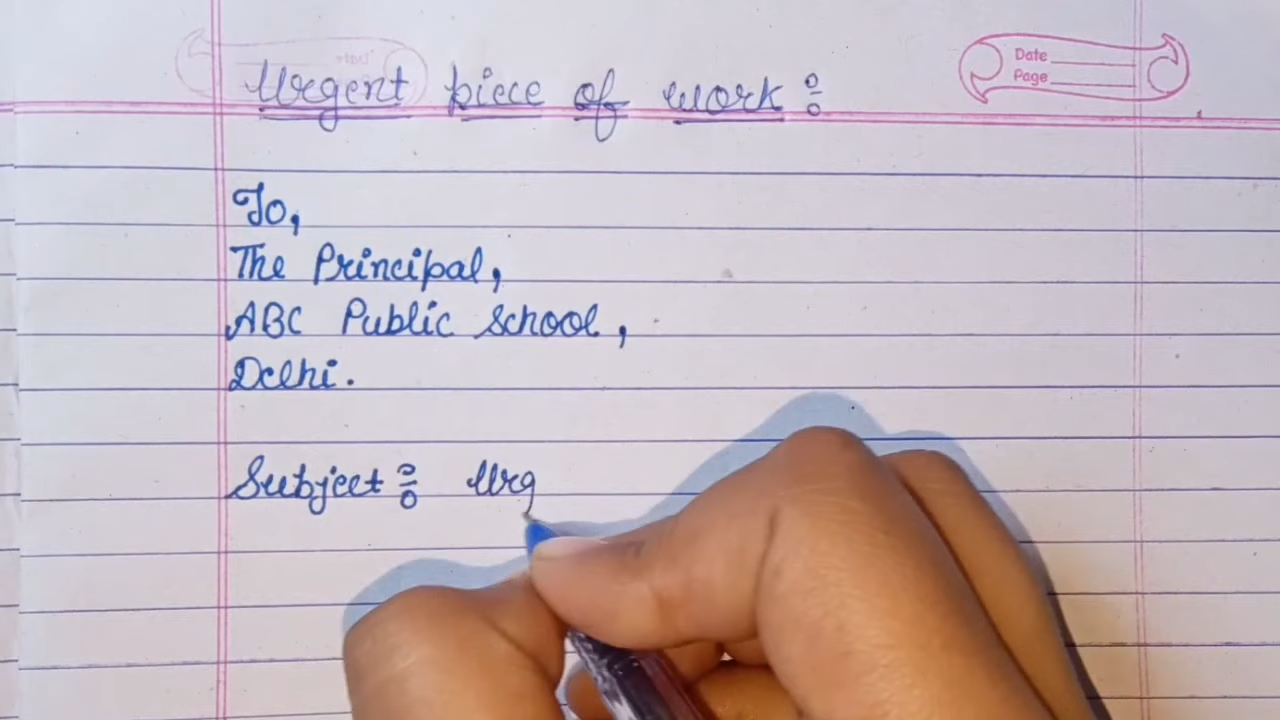 Urgent piece of work :
Date
Page
To,
The Principal,
ABC Public School,
Delhi.
Subject : Urg